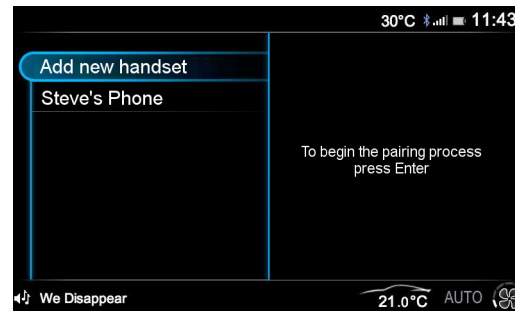 30°C 11:43
Add new handset
Steve's Phone
To begin the pairing process
press Enter
We Disappear
21.0°C AUTO